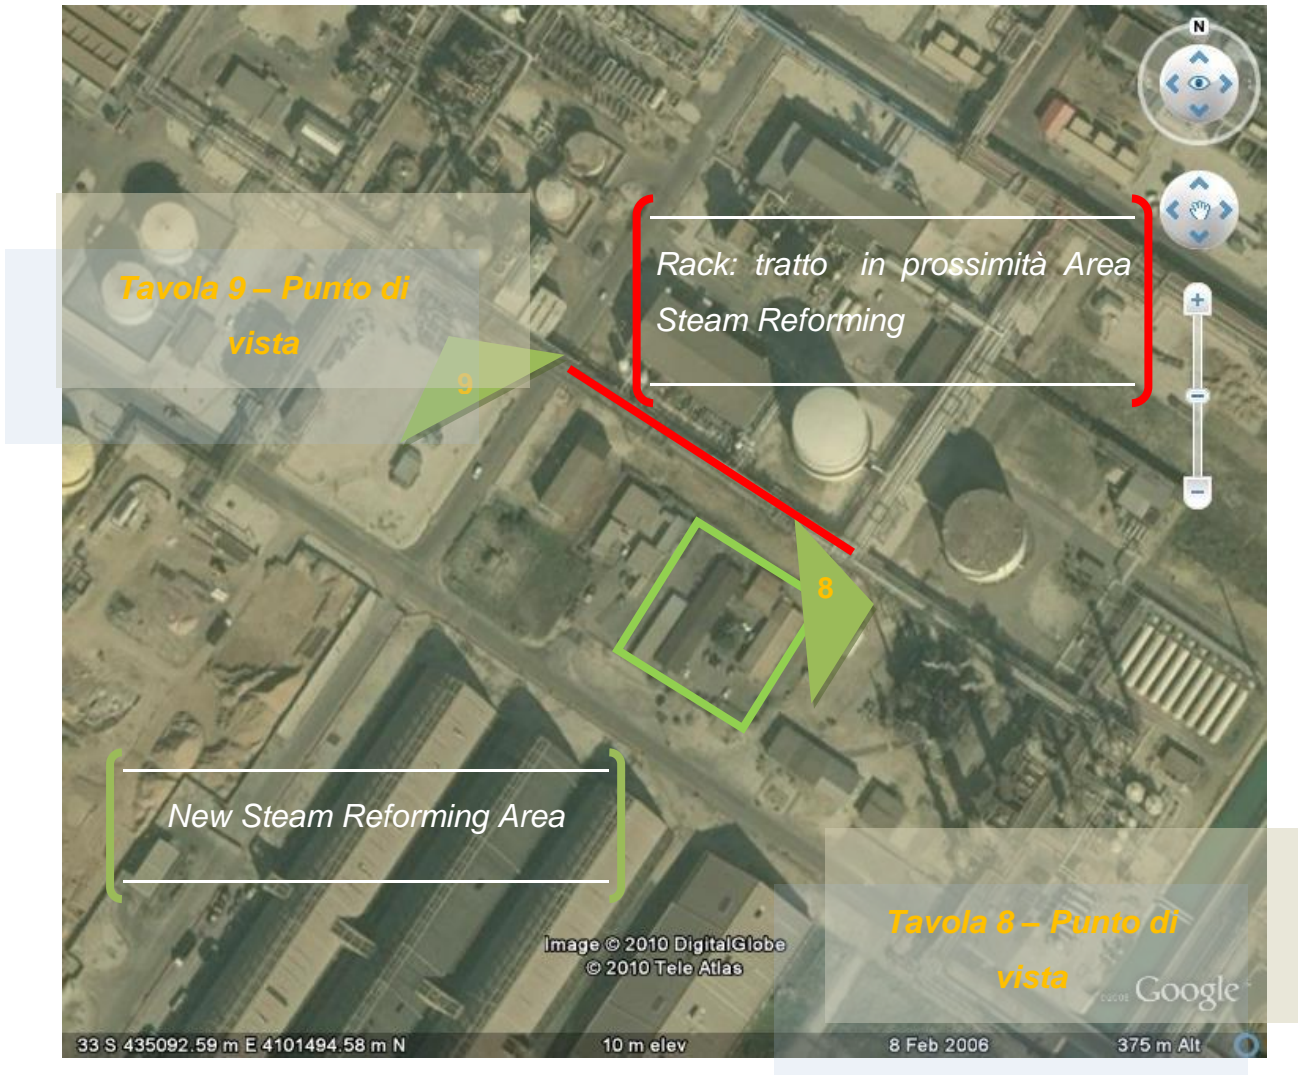 N
Tavola 9 – Punto di
vista
Rack: tratto in prossimità Area
Steam Reforming
9
8
New Steam Reforming Area
Tavola 8 – Punto di
vista
Image © 2010 DigitalGlobe
© 2010 Tele Atlas
Google
33 S 435092.59 m E 4101494.58 m N
10 m elev
8 Feb 2006
375 m Alt